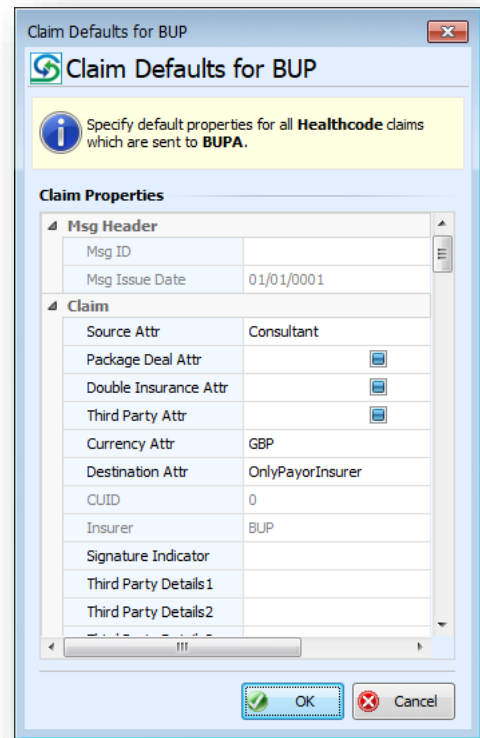 Claim Defaults for BUP
Claim Defaults for BUP
Specify default properties for all Healthcode claims
which are sent to BUPA.
Claim Properties
Msg Header
Msg ID
Msg Issue Date 01/01/0001
Claim
Source Attr Consultant
Package Deal Attr
Double Insurance Attr
Third Party Attr
Currency Attr GBP
Destination Attr OnlyPayorInsurer
CUID 0
Insurer BUP
Signature Indicator
Third Party Details1
Third Party Details2
OK Cancel